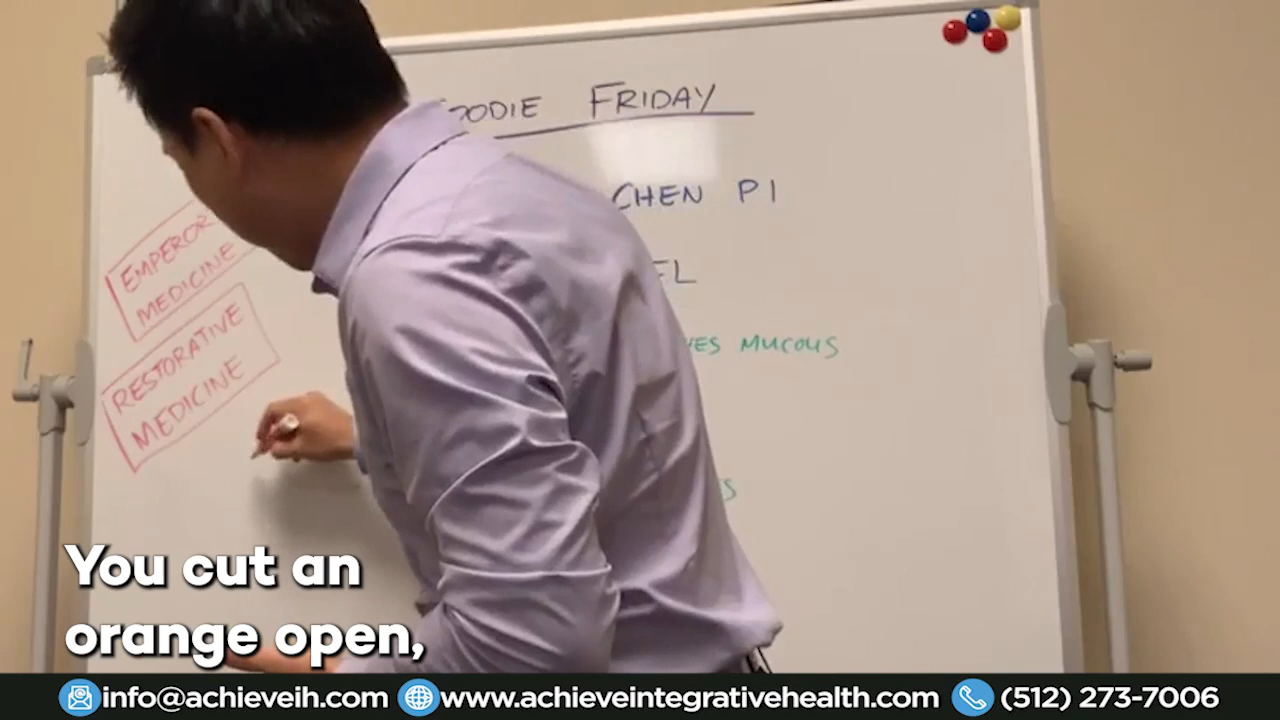 FRIDAY
CHEN PI
EMPEROR
MEDICINE
RESTORATIVE
MEDICINE
MUCOUS
You cut an
orange open,
info@achieveih.com www.achieveintegrativehealth.com (512) 273-7006